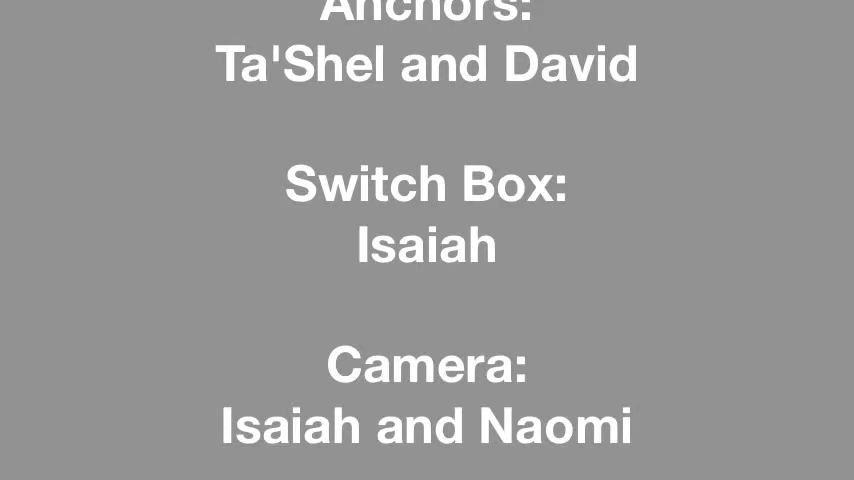 Anchors:
Ta'Shel and David
Switch Box:
Isaiah
Camera:
Isaiah and Naomi